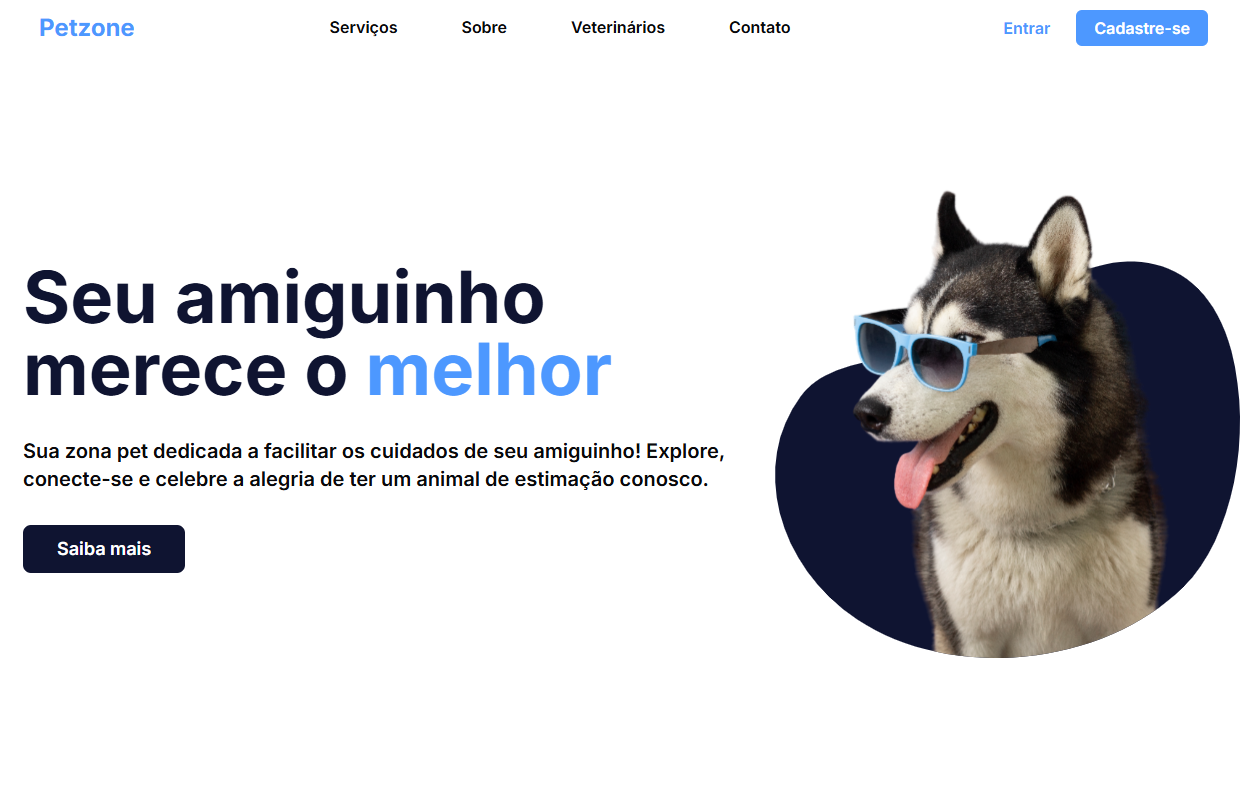 Petzone
Serviços
Sobre
Veterinários
Contato
Entrar
Cadastre-se
Seu amiguinho
merece o melhor
Sua zona pet dedicada a facilitar os cuidados de seu amiguinho! Explore,
conecte-se e celebre a alegria de ter um animal de estimação conosco.
Saiba mais